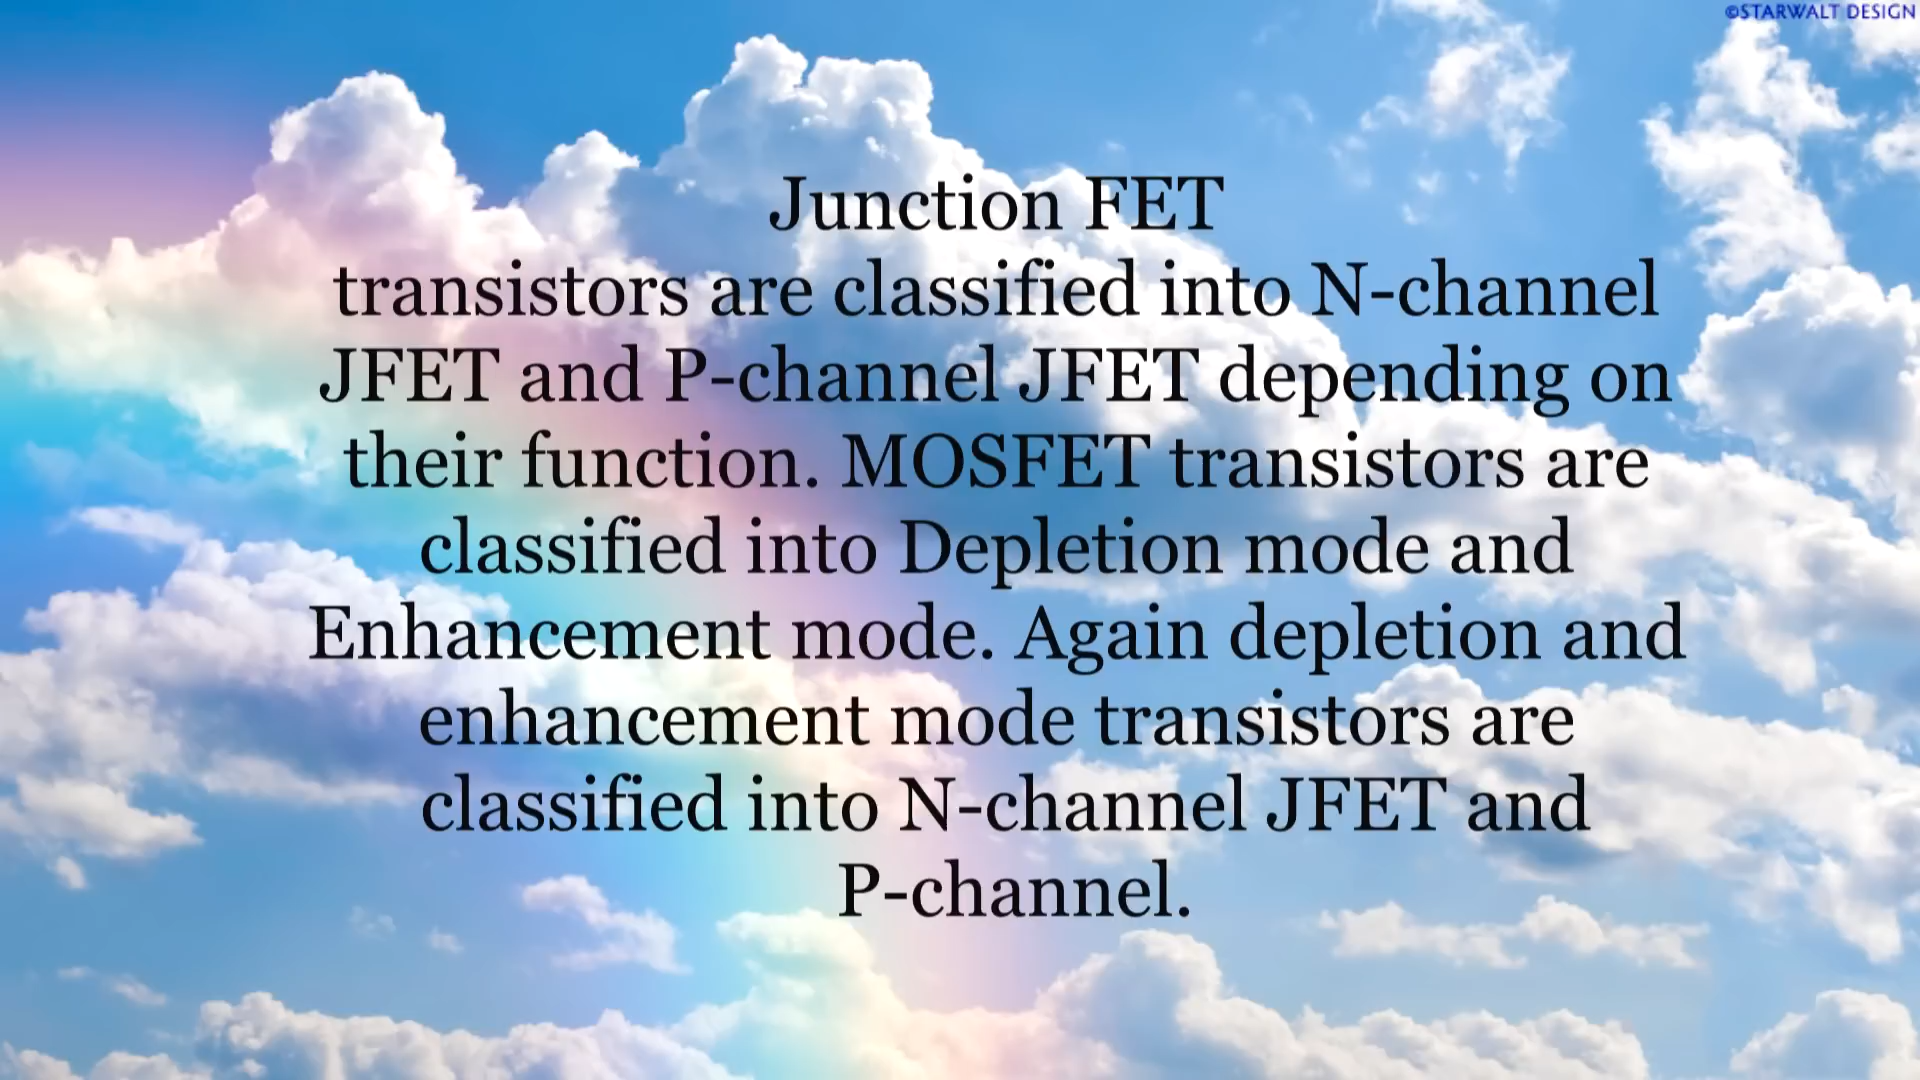 ©STARWALT DESIGN
Junction FET
transistors are classified into N-channel
JFET and P-channel JFET depending on
their function. MOSFET transistors are
classified into Depletion mode and
Enhancement mode. Again depletion and
enhancement mode transistors are
classified into N-channel JFET and
P-channel.